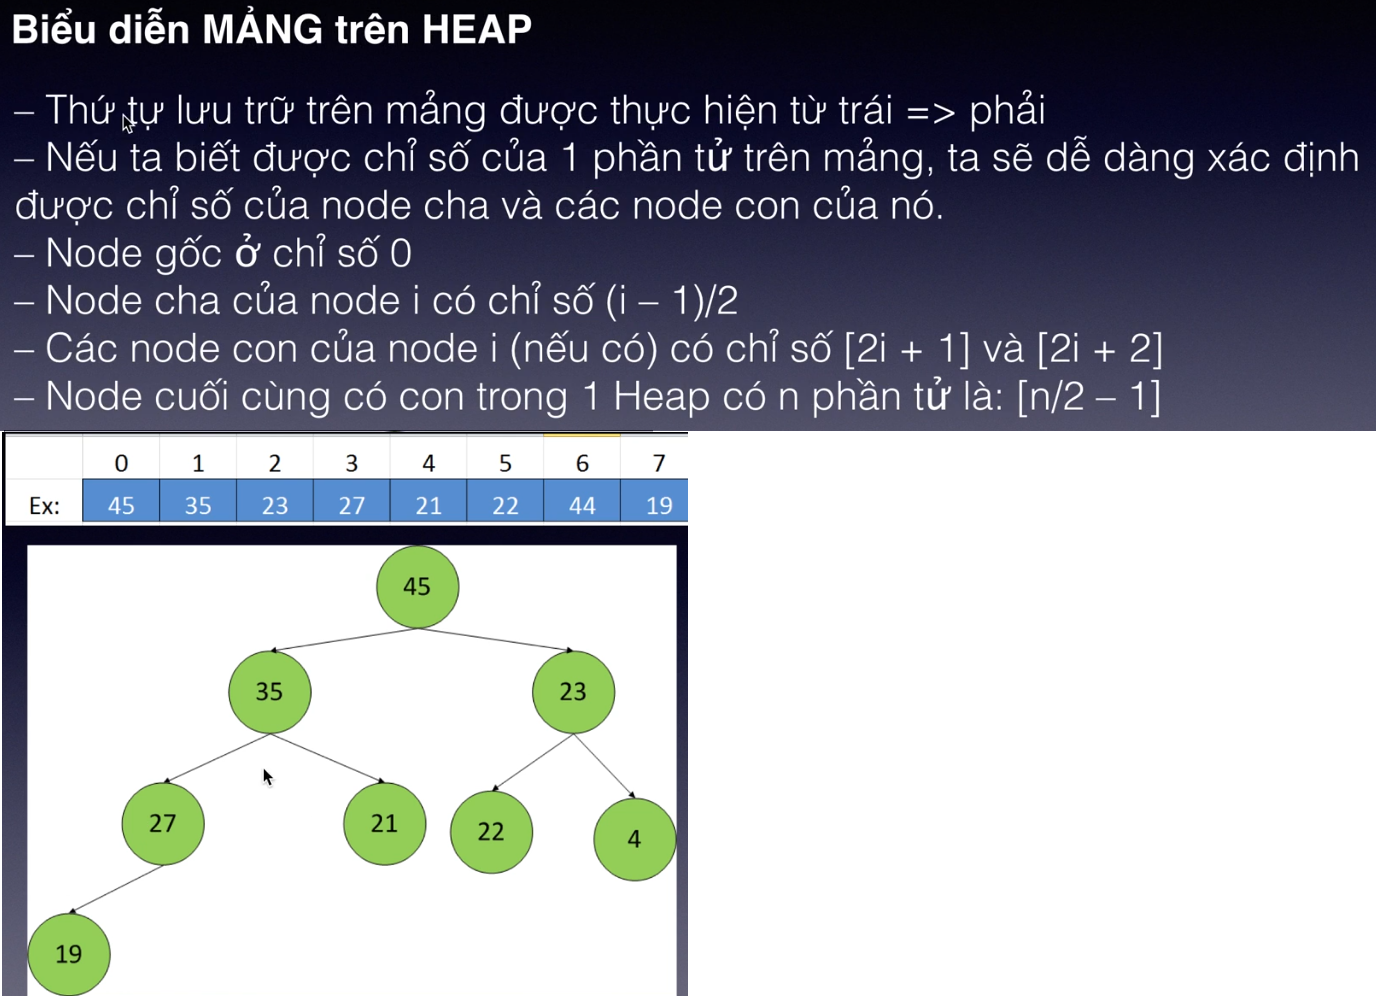 Biểu diễn MẢNG trên HEAP
– Thứ tự lưu trữ trên mảng được thực hiện từ trái => phải
– Nếu ta biết được chỉ số của 1 phần tử trên mảng, ta sẽ dễ dàng xác định
được chỉ số của node cha và các node con của nó.
– Node gốc ở chỉ số 0
– Node cha của node i có chỉ số (i – 1)/2
– Các node con của node i (nếu có) có chỉ số [2i + 1] và [2i + 2]
– Node cuối cùng có con trong 1 Heap có n phần tử là: [n/2 – 1]
0 1 2 3 4 5 6 7
Ex: 45 35 23 27 21 22 44 19
45
35 23
27 21 22 4
19